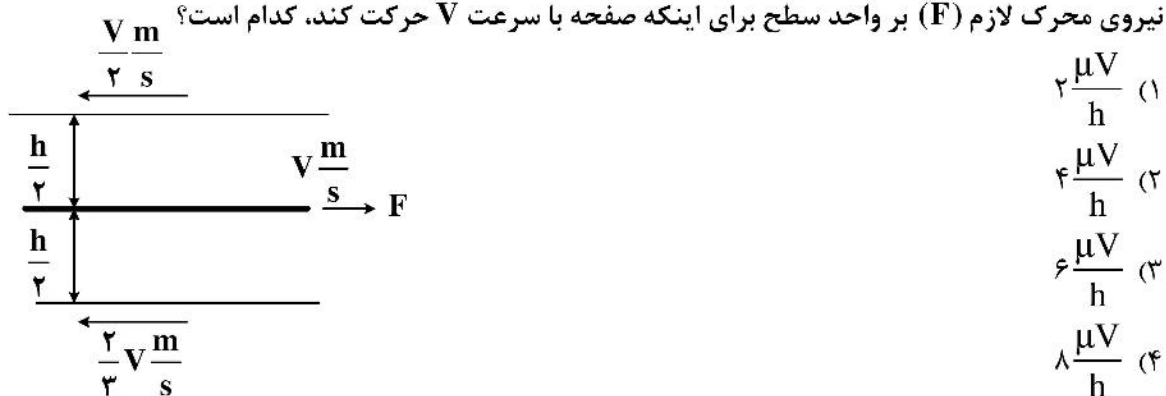 نیروی محرک لازم (F) بر واحد سطح برای اینکه صفحه با سرعت V حرکت کند، کدام است؟
۱) ۲ μV/h
۲) ۴ μV/h
۳) ۶ μV/h
۴) ۸ μV/h
V/۲ m/s
h/۲
V m/s
F
h/۲
۲/۳ V m/s